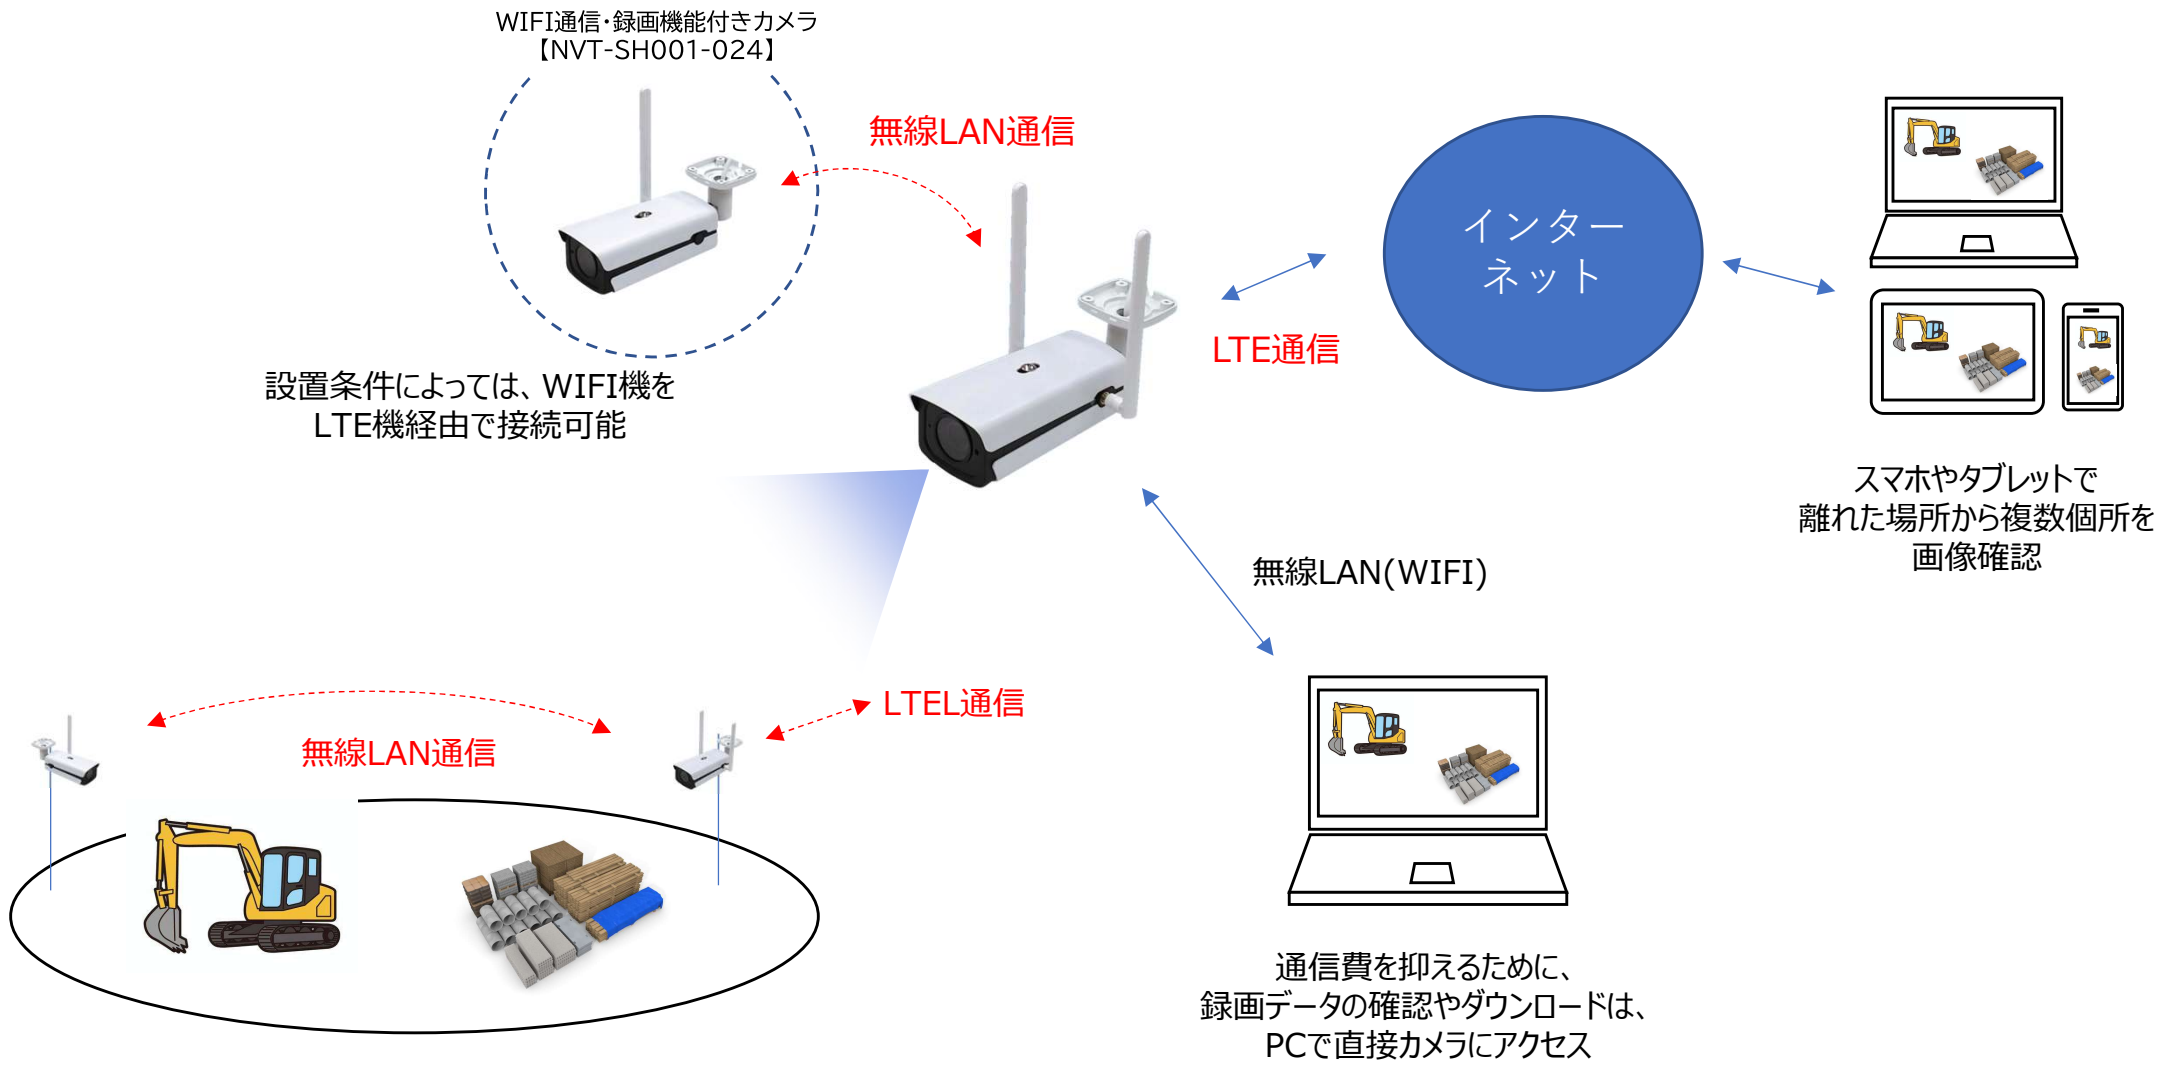 WIFI通信・録画機能付きカメラ
【NVT-SH001-024】
無線LAN通信
設置条件によっては、WIFI機を
LTE機経由で接続可能
LTE通信
インター
ネット
スマホやタブレットで
離れた場所から複数個所を
画像確認
無線LAN(WIFI)
LTEL通信
無線LAN通信
通信費を抑えるために、
録画データの確認やダウンロードは、
PCで直接カメラにアクセス